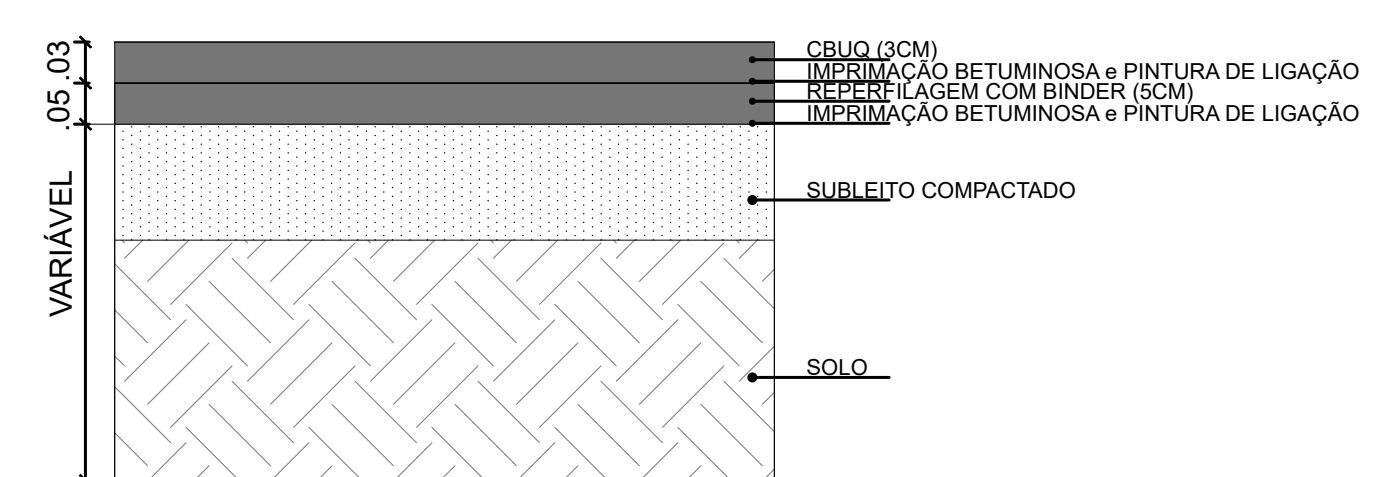 .03
CBUQ (3CM)
IMPRIMAÇÃO BETUMINOSA e PINTURA DE LIGAÇÃO
.05
REPERFILAGEM COM BINDER (5CM)
IMPRIMAÇÃO BETUMINOSA e PINTURA DE LIGAÇÃO
VARIÁVEL
SUBLEITO COMPACTADO
SOLO